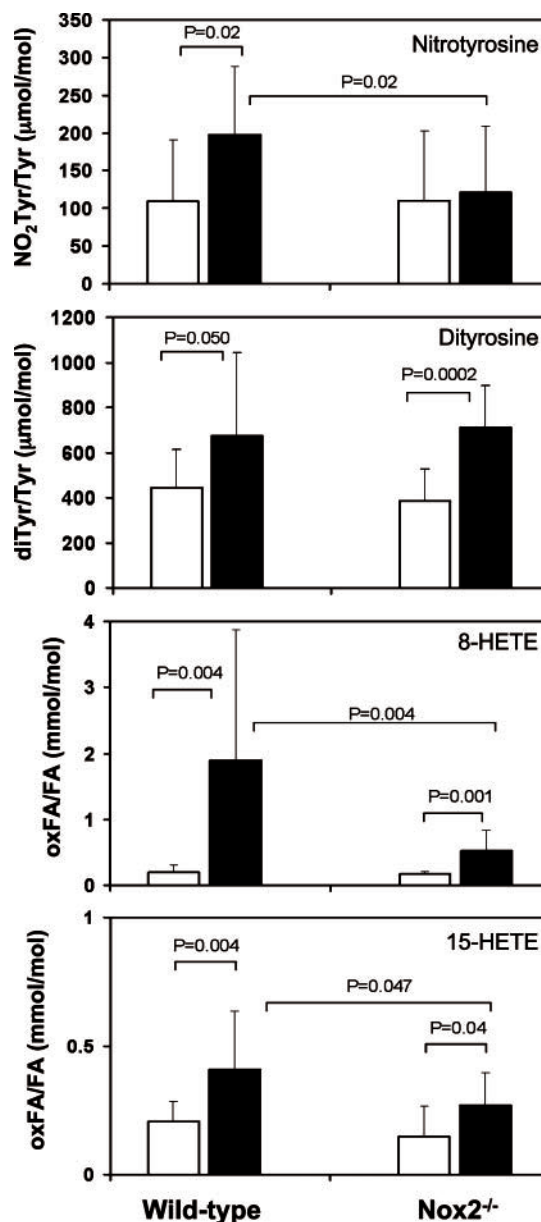 350
300
250
200
150
100
50
0
NO₂Tyr/Tyr (µmol/mol)
Nitrotyrosine
P=0.02
P=0.02
1200
1000
800
600
400
200
0
diTyr/Tyr (µmol/mol)
Dityrosine
P=0.050
P=0.0002
4
3
2
1
0
oxFA/FA (mmol/mol)
8-HETE
P=0.004
P=0.004
P=0.001
1
0.5
0
oxFA/FA (mmol/mol)
15-HETE
P=0.004
P=0.047
P=0.04
Wild-type
Nox2⁻/⁻